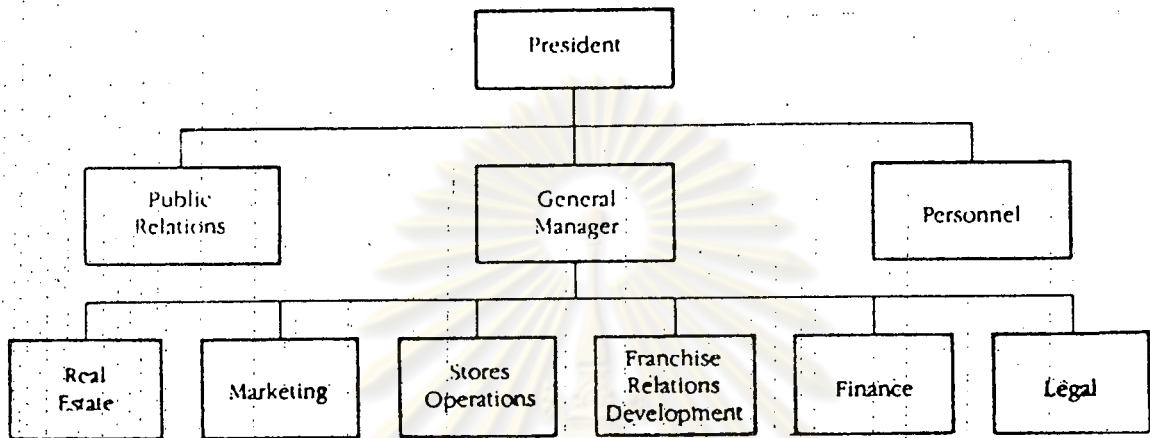 President
Public
Relations
General
Manager
Personnel
Real
Estate
Marketing
Stores
Operations
Franchise
Relations
Development
Finance
Legal